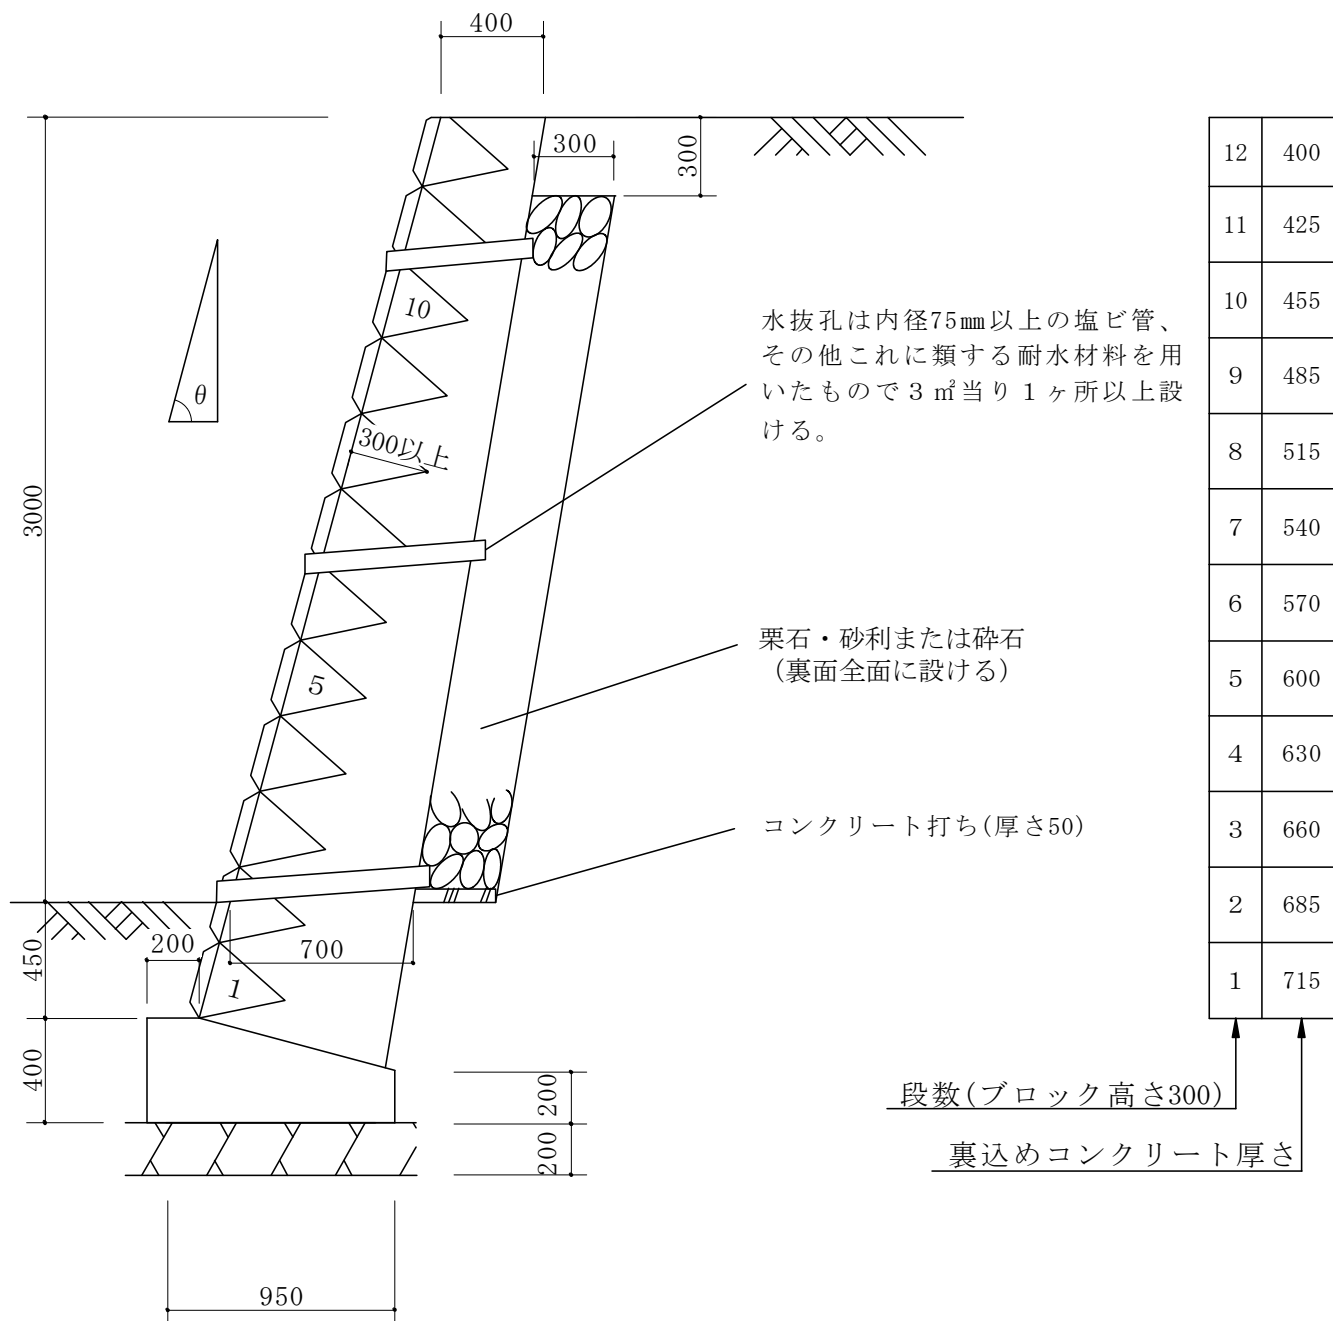 400
300
300
12 400
11 425
10 455
9 485
8 515
7 540
6 570
5 600
4 630
3 660
2 685
1 715
θ
10
水抜孔は内径75㎜以上の塩ビ管、
その他これに類する耐水材料を用
いたもので３㎡当り１ヶ所以上設
ける。
300以上
3000
栗石・砂利または砕石
（裏面全面に設ける）
5
コンクリート打ち(厚さ50)
200
700
450
1
400
200
200
段数(ブロック高さ300)
裏込めコンクリート厚さ
950